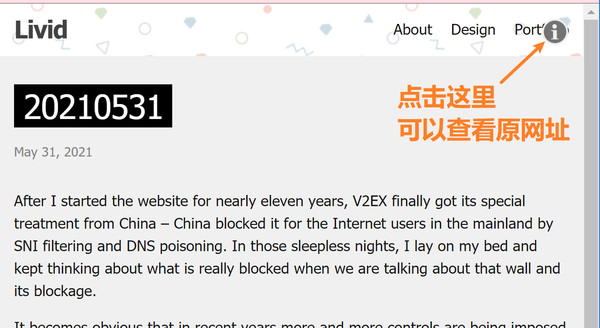 Livid
About Design
点击这里
可以查看原网址
20210531
May 31, 2021
After I started the website for nearly eleven years, V2EX finally got its special
treatment from China – China blocked it for the Internet users in the mainland by
SNI filtering and DNS poisoning. In those sleepless nights, I lay on my bed and
kept thinking about what is really blocked when we are talking about that wall and
its blockage.
It becomes obvious that in recent years more and more controls are being imposed